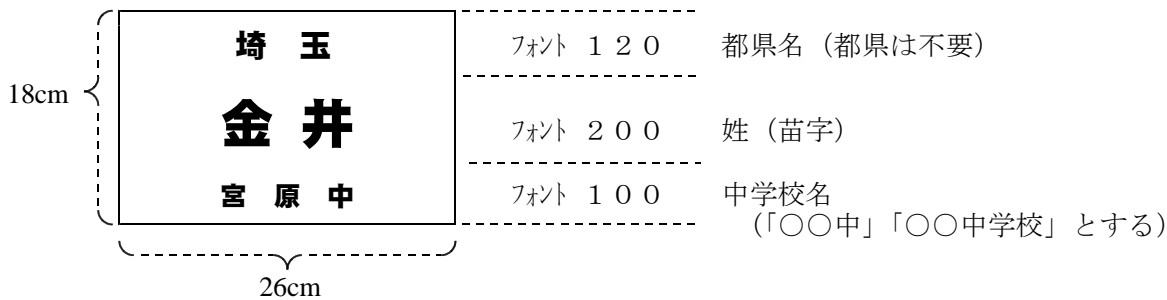 埼 玉 ﾌｫﾝﾄ １２０ 都県名（都県は不要）
18cm
金 井 ﾌｫﾝﾄ ２００ 姓（苗字）
宮 原 中 ﾌｫﾝﾄ １００ 中学校名
（「○○中」「○○中学校」とする）
26cm